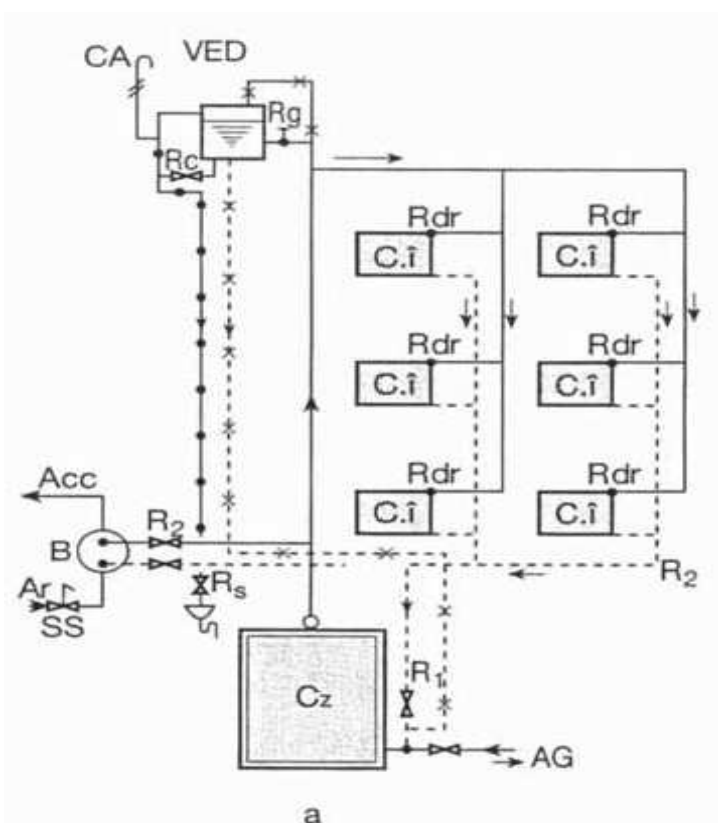 CA VED
Rg
Rc
Rdr Rdr
C.î C.î
Rdr Rdr
C.î C.î
Rdr Rdr
C.î C.î
Acc
R2
B
R2
Ar
Rs
SS
R1
Cz
AG
a